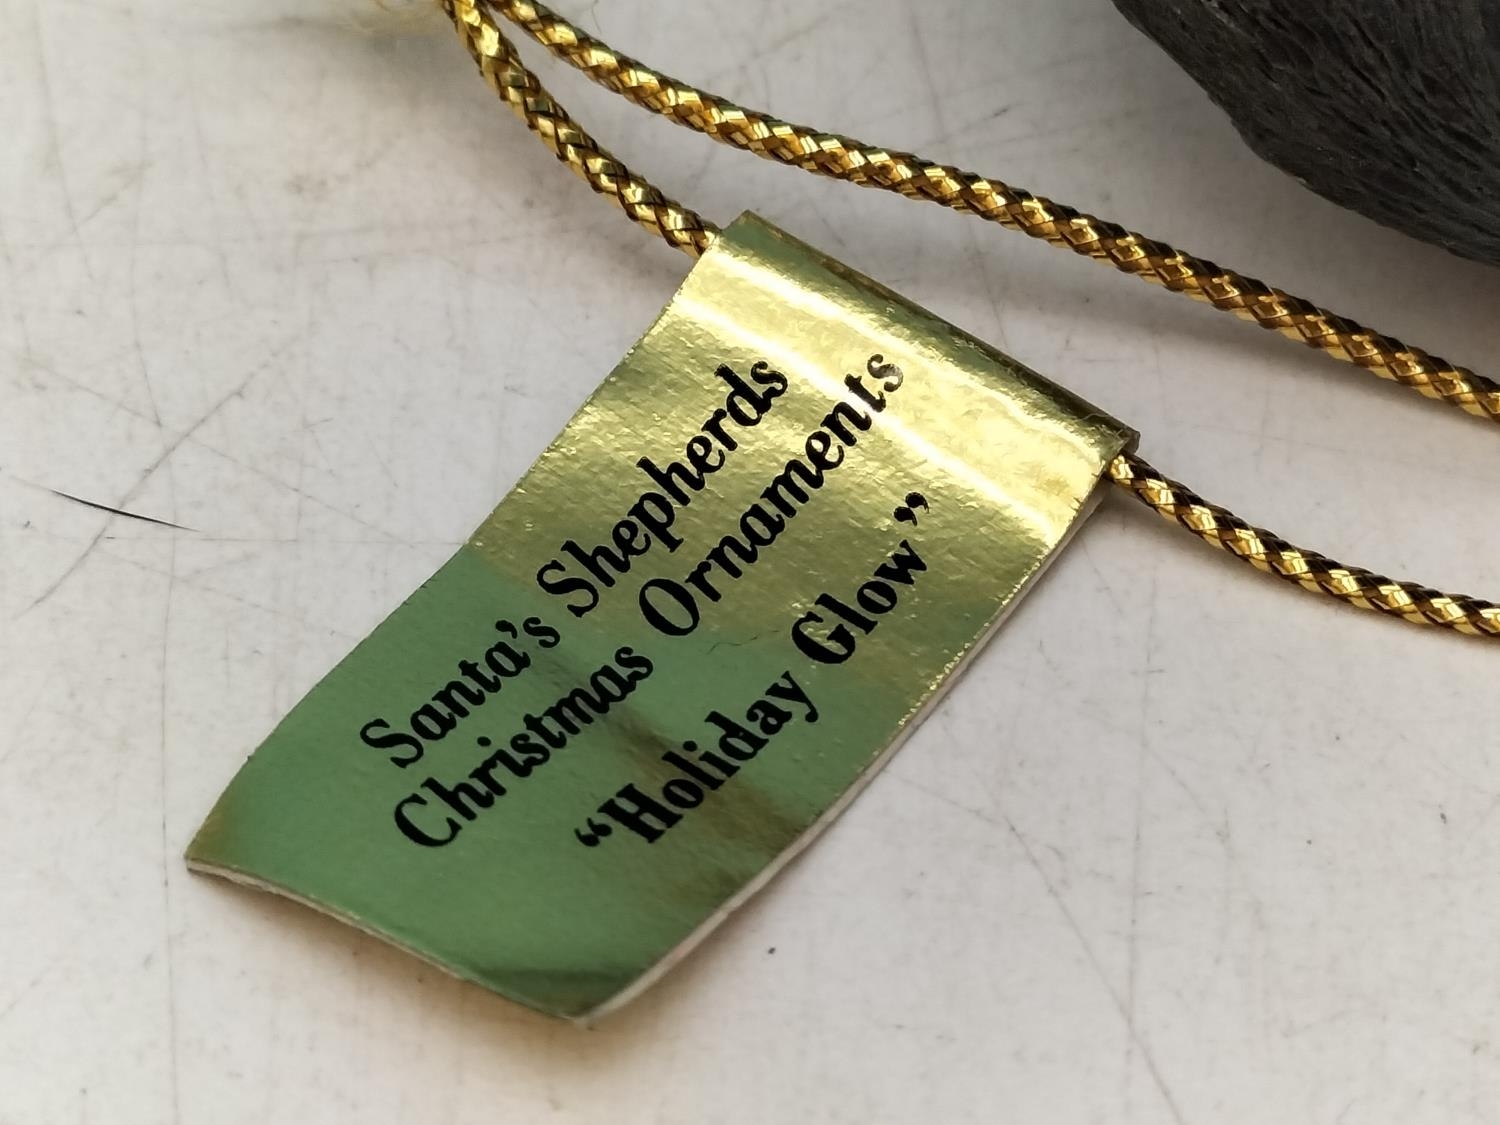 Santa's Shepherds
Christmas Ornaments
“Holiday Glow”